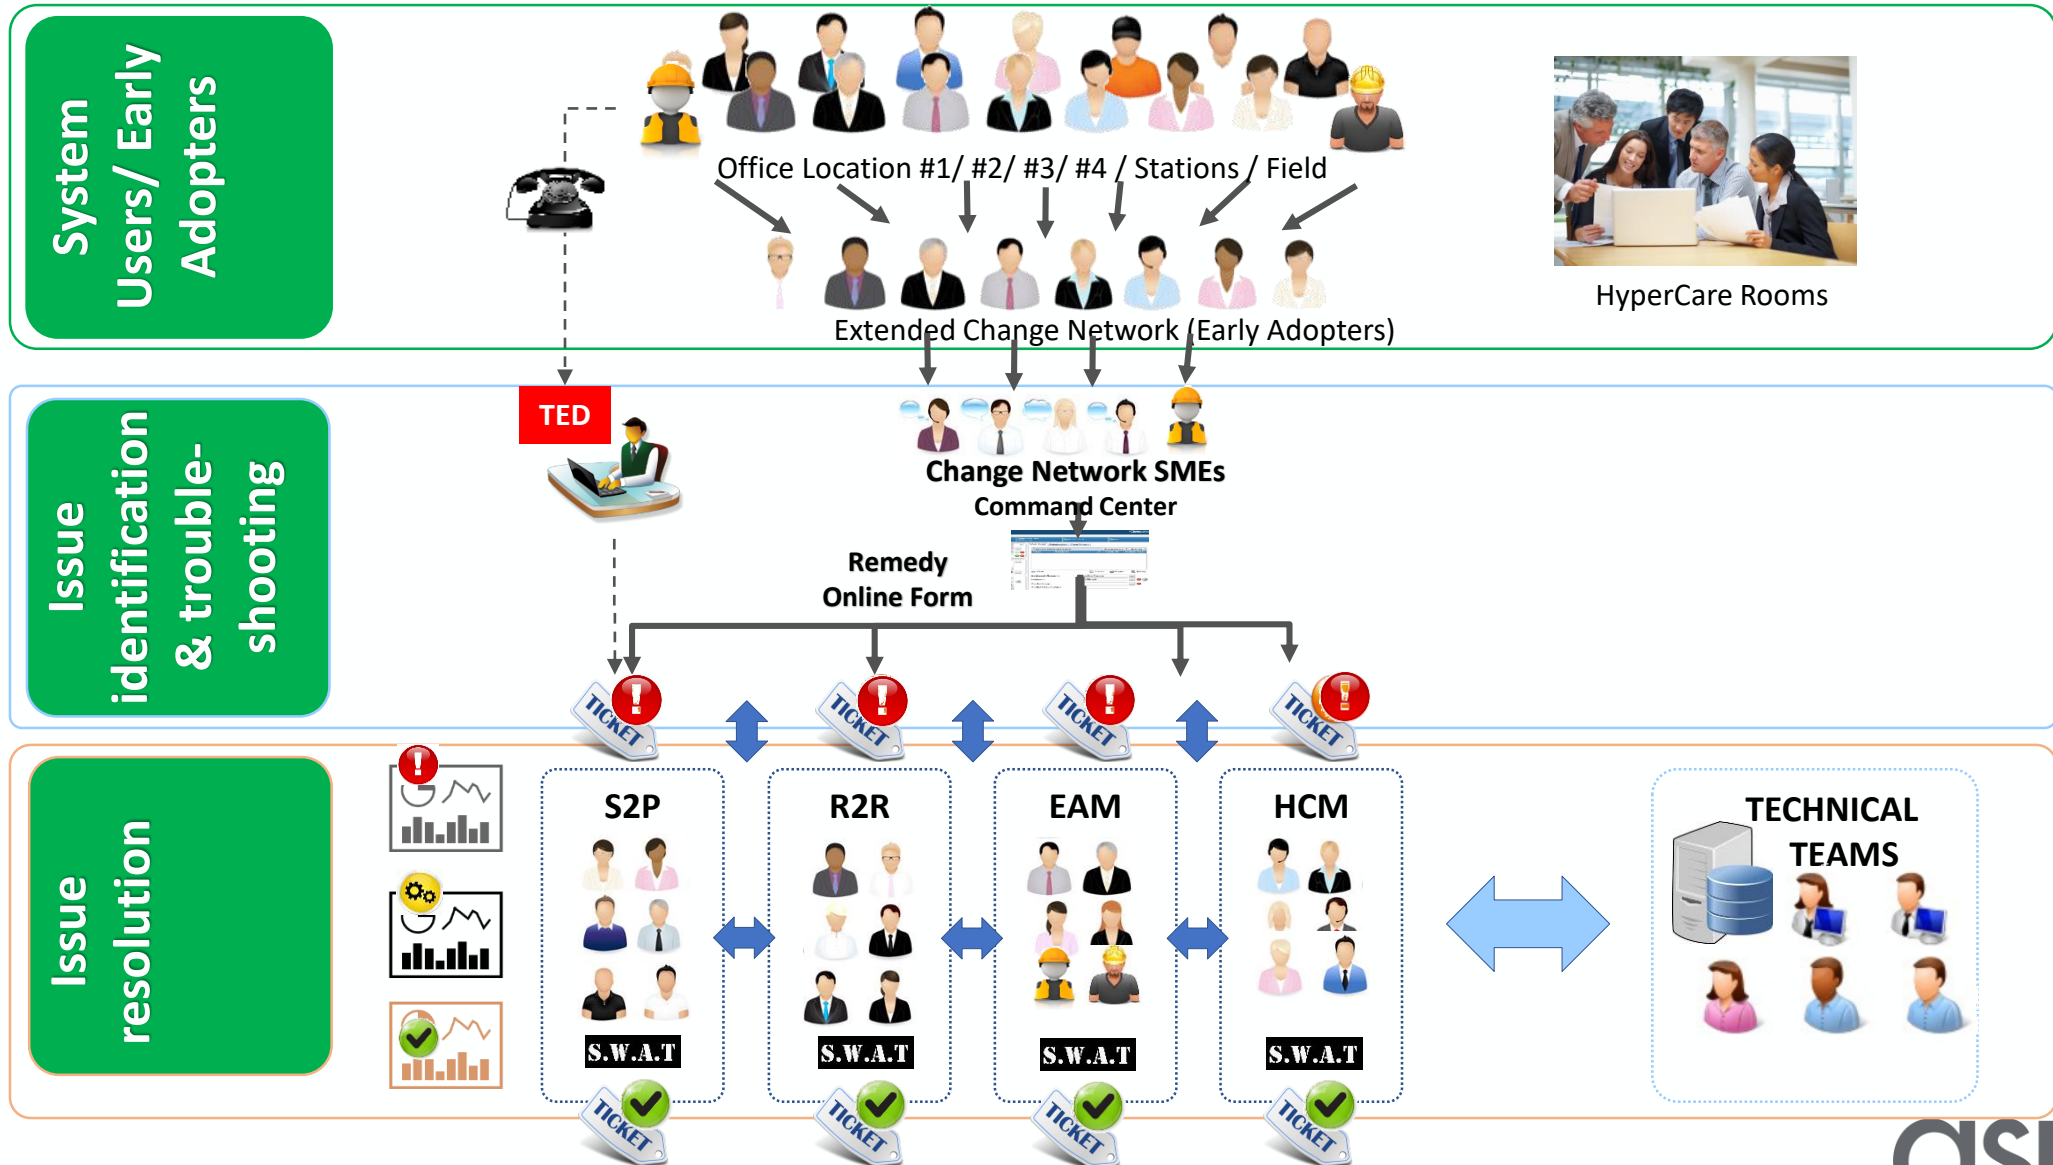 System
Users/ Early
Adopters
Office Location #1/ #2/ #3/ #4 / Stations / Field
Extended Change Network (Early Adopters)
HyperCare Rooms
Issue
identification
& trouble-
shooting
TED
Change Network SMEs
Command Center
Remedy
Online Form
TICKET
TICKET
TICKET
TICKET
Issue
resolution
S2P
R2R
EAM
HCM
TECHNICAL
TEAMS
S.W.A.T
S.W.A.T
S.W.A.T
S.W.A.T
TICKET
TICKET
TICKET
TICKET